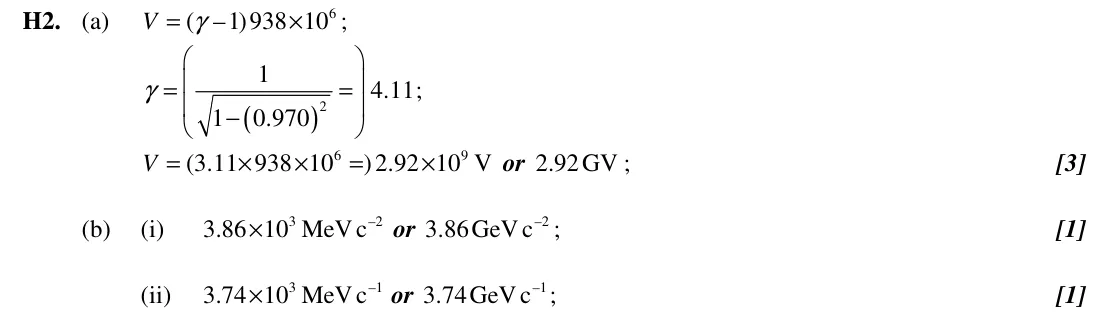 H2. (a) V = (γ − 1) 938×10⁶ ;
γ = ( 1 / √(1 − (0.970)²) = ) 4.11;
V = (3.11×938×10⁶ =) 2.92×10⁹ V or 2.92 GV ; [3]
(b) (i) 3.86×10³ MeV c⁻² or 3.86 GeV c⁻² ; [1]
(ii) 3.74×10³ MeV c⁻¹ or 3.74 GeV c⁻¹ ; [1]